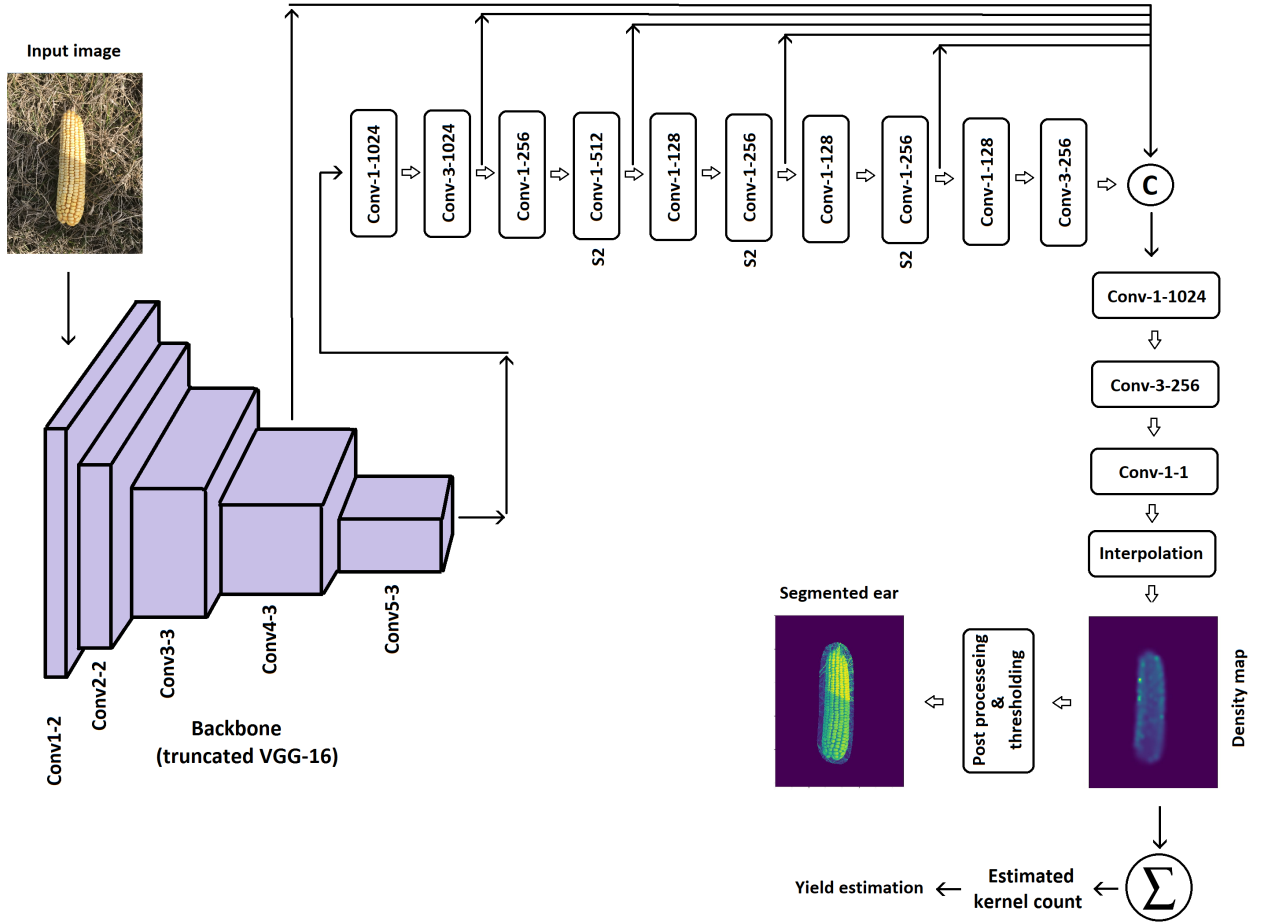 Input image
Conv-1-1024
Conv-3-1024
Conv-1-256
Conv-1-512
S2
Conv-1-128
Conv-1-256
S2
Conv-1-128
Conv-1-256
S2
Conv-1-128
Conv-3-256
C
Conv-1-1024
Conv-3-256
Conv-1-1
Interpolation
Conv1-2
Conv2-2
Conv3-3
Conv4-3
Conv5-3
Backbone
(truncated VGG-16)
Segmented ear
Post processeing
&
thresholding
Density map
Σ
Estimated
kernel count
Yield estimation